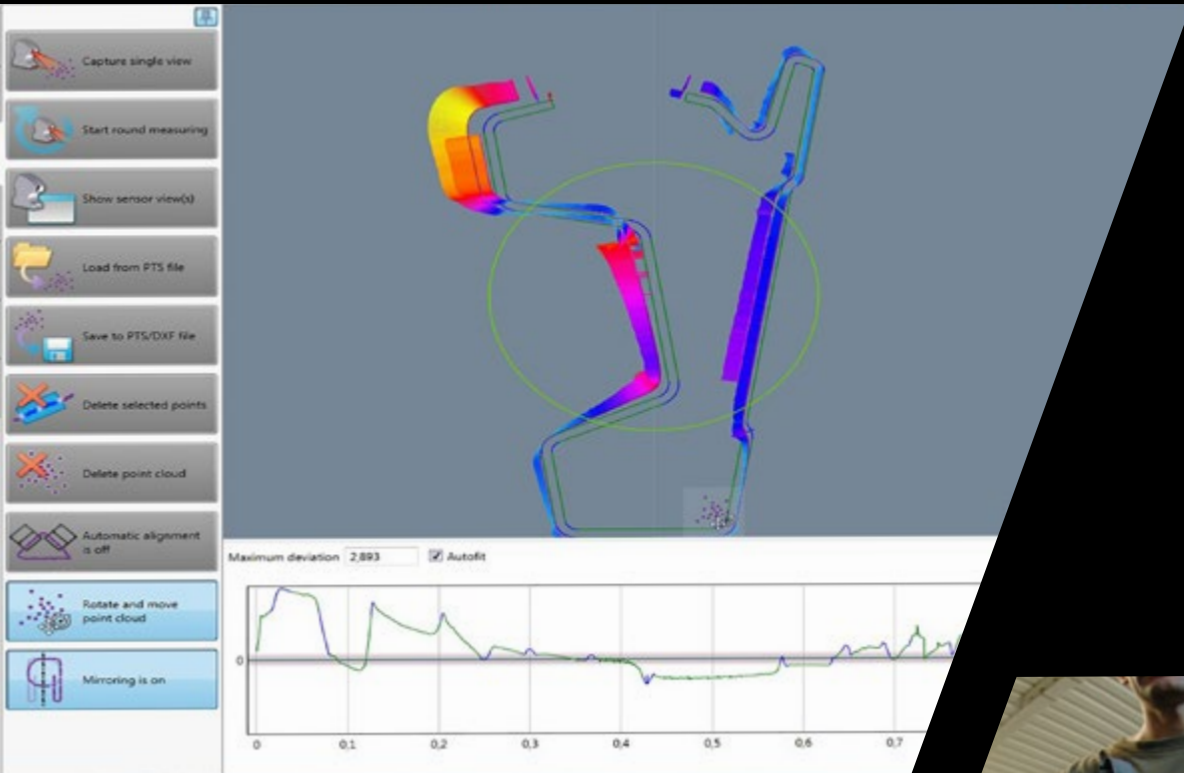 Capture single view
Start round measuring
Show sensor view(s)
Load from PTS file
Save to PTS/DXF file
Delete selected points
Delete point cloud
Automatic alignment
is off
Rotate and move
point cloud
Mirroring is on
Maximum deviation 2,893 Autofit
0
0 0,1 0,2 0,3 0,4 0,5 0,6 0,7